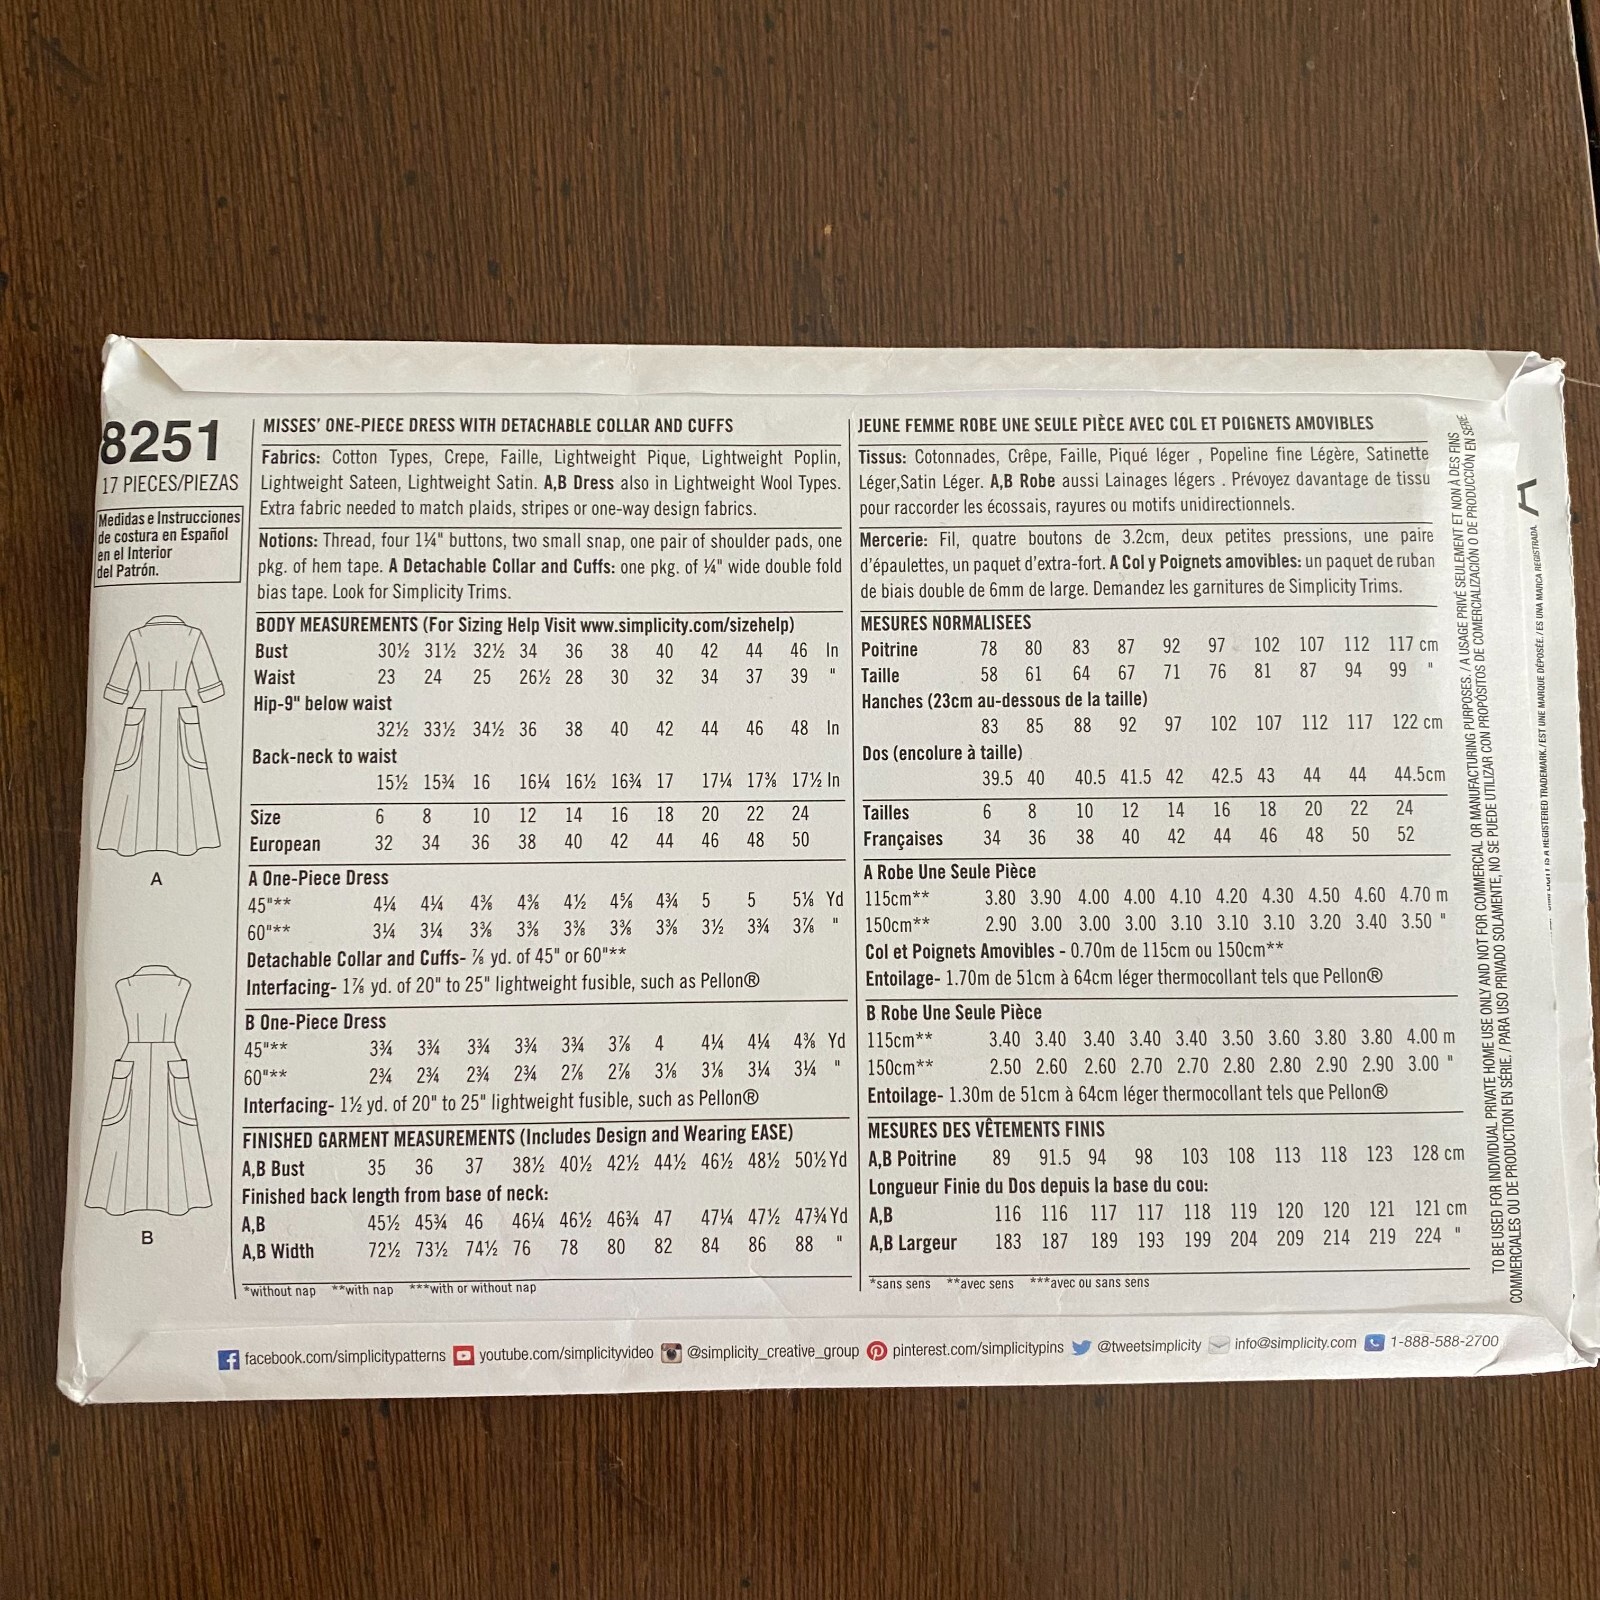 8251
17 PIECES/PIEZAS
Medidas e Instrucciones
de costura en Español
en el Interior
del Patrón.
A
B
MISSES' ONE-PIECE DRESS WITH DETACHABLE COLLAR AND CUFFS
Fabrics: Cotton Types, Crepe, Faille, Lightweight Pique, Lightweight Poplin,
Lightweight Sateen, Lightweight Satin. A,B Dress also in Lightweight Wool Types.
Extra fabric needed to match plaids, stripes or one-way design fabrics.
Notions: Thread, four 1¼" buttons, two small snap, one pair of shoulder pads, one
pkg. of hem tape. A Detachable Collar and Cuffs: one pkg. of ¼" wide double fold
bias tape. Look for Simplicity Trims.
BODY MEASUREMENTS (For Sizing Help Visit www.simplicity.com/sizehelp)
Bust 30½ 31½ 32½ 34 36 38 40 42 44 46 In
Waist 23 24 25 26½ 28 30 32 34 37 39 "
Hip-9" below waist
32½ 33½ 34½ 36 38 40 42 44 46 48 In
Back-neck to waist
15½ 15¾ 16 16¼ 16½ 16¾ 17 17¼ 17⅜ 17½ In
Size 6 8 10 12 14 16 18 20 22 24
European 32 34 36 38 40 42 44 46 48 50
A One-Piece Dress
45"** 4¼ 4¼ 4⅜ 4⅜ 4½ 4⅝ 4¾ 5 5 5⅛ Yd
60"** 3¼ 3¼ 3⅜ 3⅜ 3⅜ 3⅜ 3⅜ 3½ 3¾ 3⅞ "
Detachable Collar and Cuffs- ⅞ yd. of 45" or 60"**
Interfacing- 1⅞ yd. of 20" to 25" lightweight fusible, such as Pellon®
B One-Piece Dress
45"** 3¾ 3¾ 3¾ 3¾ 3¾ 3⅞ 4 4¼ 4¼ 4⅜ Yd
60"** 2¾ 2¾ 2¾ 2¾ 2⅞ 2⅞ 3⅛ 3⅛ 3¼ 3¼ "
Interfacing- 1½ yd. of 20" to 25" lightweight fusible, such as Pellon®
FINISHED GARMENT MEASUREMENTS (Includes Design and Wearing EASE)
A,B Bust 35 36 37 38½ 40½ 42½ 44½ 46½ 48½ 50½ Yd
Finished back length from base of neck:
A,B 45½ 45¾ 46 46¼ 46½ 46¾ 47 47¼ 47½ 47¾ Yd
A,B Width 72½ 73½ 74½ 76 78 80 82 84 86 88 "
*without nap **with nap ***with or without nap
JEUNE FEMME ROBE UNE SEULE PIÈCE AVEC COL ET POIGNETS AMOVIBLES
Tissus: Cotonnades, Crêpe, Faille, Piqué léger , Popeline fine Légère, Satinette
Léger,Satin Léger. A,B Robe aussi Lainages légers . Prévoyez davantage de tissu
pour raccorder les écossais, rayures ou motifs unidirectionnels.
Mercerie: Fil, quatre boutons de 3.2cm, deux petites pressions, une paire
d'épaulettes, un paquet d'extra-fort. A Col y Poignets amovibles: un paquet de ruban
de biais double de 6mm de large. Demandez les garnitures de Simplicity Trims.
MESURES NORMALISEES
Poitrine 78 80 83 87 92 97 102 107 112 117 cm
Taille 58 61 64 67 71 76 81 87 94 99 "
Hanches (23cm au-dessous de la taille)
83 85 88 92 97 102 107 112 117 122 cm
Dos (encolure à taille)
39.5 40 40.5 41.5 42 42.5 43 44 44 44.5cm
Tailles 6 8 10 12 14 16 18 20 22 24
Françaises 34 36 38 40 42 44 46 48 50 52
A Robe Une Seule Pièce
115cm** 3.80 3.90 4.00 4.00 4.10 4.20 4.30 4.50 4.60 4.70 m
150cm** 2.90 3.00 3.00 3.00 3.10 3.10 3.10 3.20 3.40 3.50 "
Col et Poignets Amovibles - 0.70m de 115cm ou 150cm**
Entoilage- 1.70m de 51cm à 64cm léger thermocollant tels que Pellon®
B Robe Une Seule Pièce
115cm** 3.40 3.40 3.40 3.40 3.40 3.50 3.60 3.80 3.80 4.00 m
150cm** 2.50 2.60 2.60 2.70 2.70 2.80 2.80 2.90 2.90 3.00 "
Entoilage- 1.30m de 51cm à 64cm léger thermocollant tels que Pellon®
MESURES DES VÊTEMENTS FINIS
A,B Poitrine 89 91.5 94 98 103 108 113 118 123 128 cm
Longueur Finie du Dos depuis la base du cou:
A,B 116 116 117 117 118 119 120 120 121 121 cm
A,B Largeur 183 187 189 193 199 204 209 214 219 224 "
*sans sens **avec sens ***avec ou sans sens
TO BE USED FOR INDIVIDUAL PRIVATE HOME USE ONLY AND NOT FOR COMMERCIAL OR MANUFACTURING PURPOSES. / A USAGE PRIVÉ SEULEMENT ET NON À DES FINS
COMMERCIALES OU DE PRODUCTION EN SÉRIE. / PARA USO PRIVADO SOLAMENTE, NO SE PUEDE UTILIZAR CON PROPÓSITOS DE COMERCIALIZACIÓN O DE PRODUCCIÓN EN SERIE.
IS A REGISTERED TRADEMARK./EST UNE MARQUE DÉPOSÉE./ES UNA MARCA REGISTRADA.
facebook.com/simplicitypatterns youtube.com/simplicityvideo @simplicity_creative_group pinterest.com/simplicitypins @tweetsimplicity info@simplicity.com 1-888-588-2700